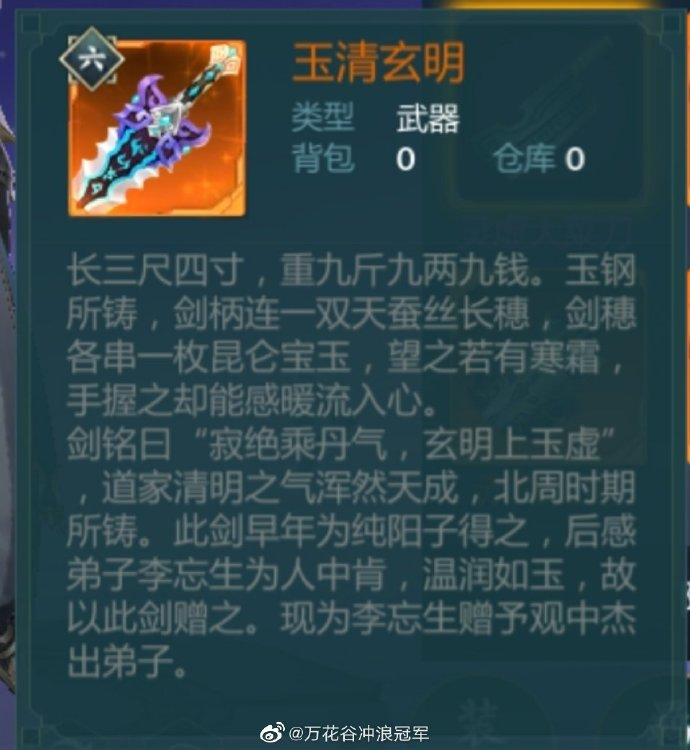 六
玉清玄明
类型 武器
背包 0 仓库 0
长三尺四寸，重九斤九两九钱。玉钢
所铸，剑柄连一双天蚕丝长穗，剑穗
各串一枚昆仑宝玉，望之若有寒霜，
手握之却能感暖流入心。
剑铭曰“寂绝乘丹气，玄明上玉虚”
，道家清明之气浑然天成，北周时期
所铸。此剑早年为纯阳子得之，后感
弟子李忘生为人中肯，温润如玉，故
以此剑赠之。现为李忘生赠予观中杰
出弟子。
装
@万花谷冲浪冠军